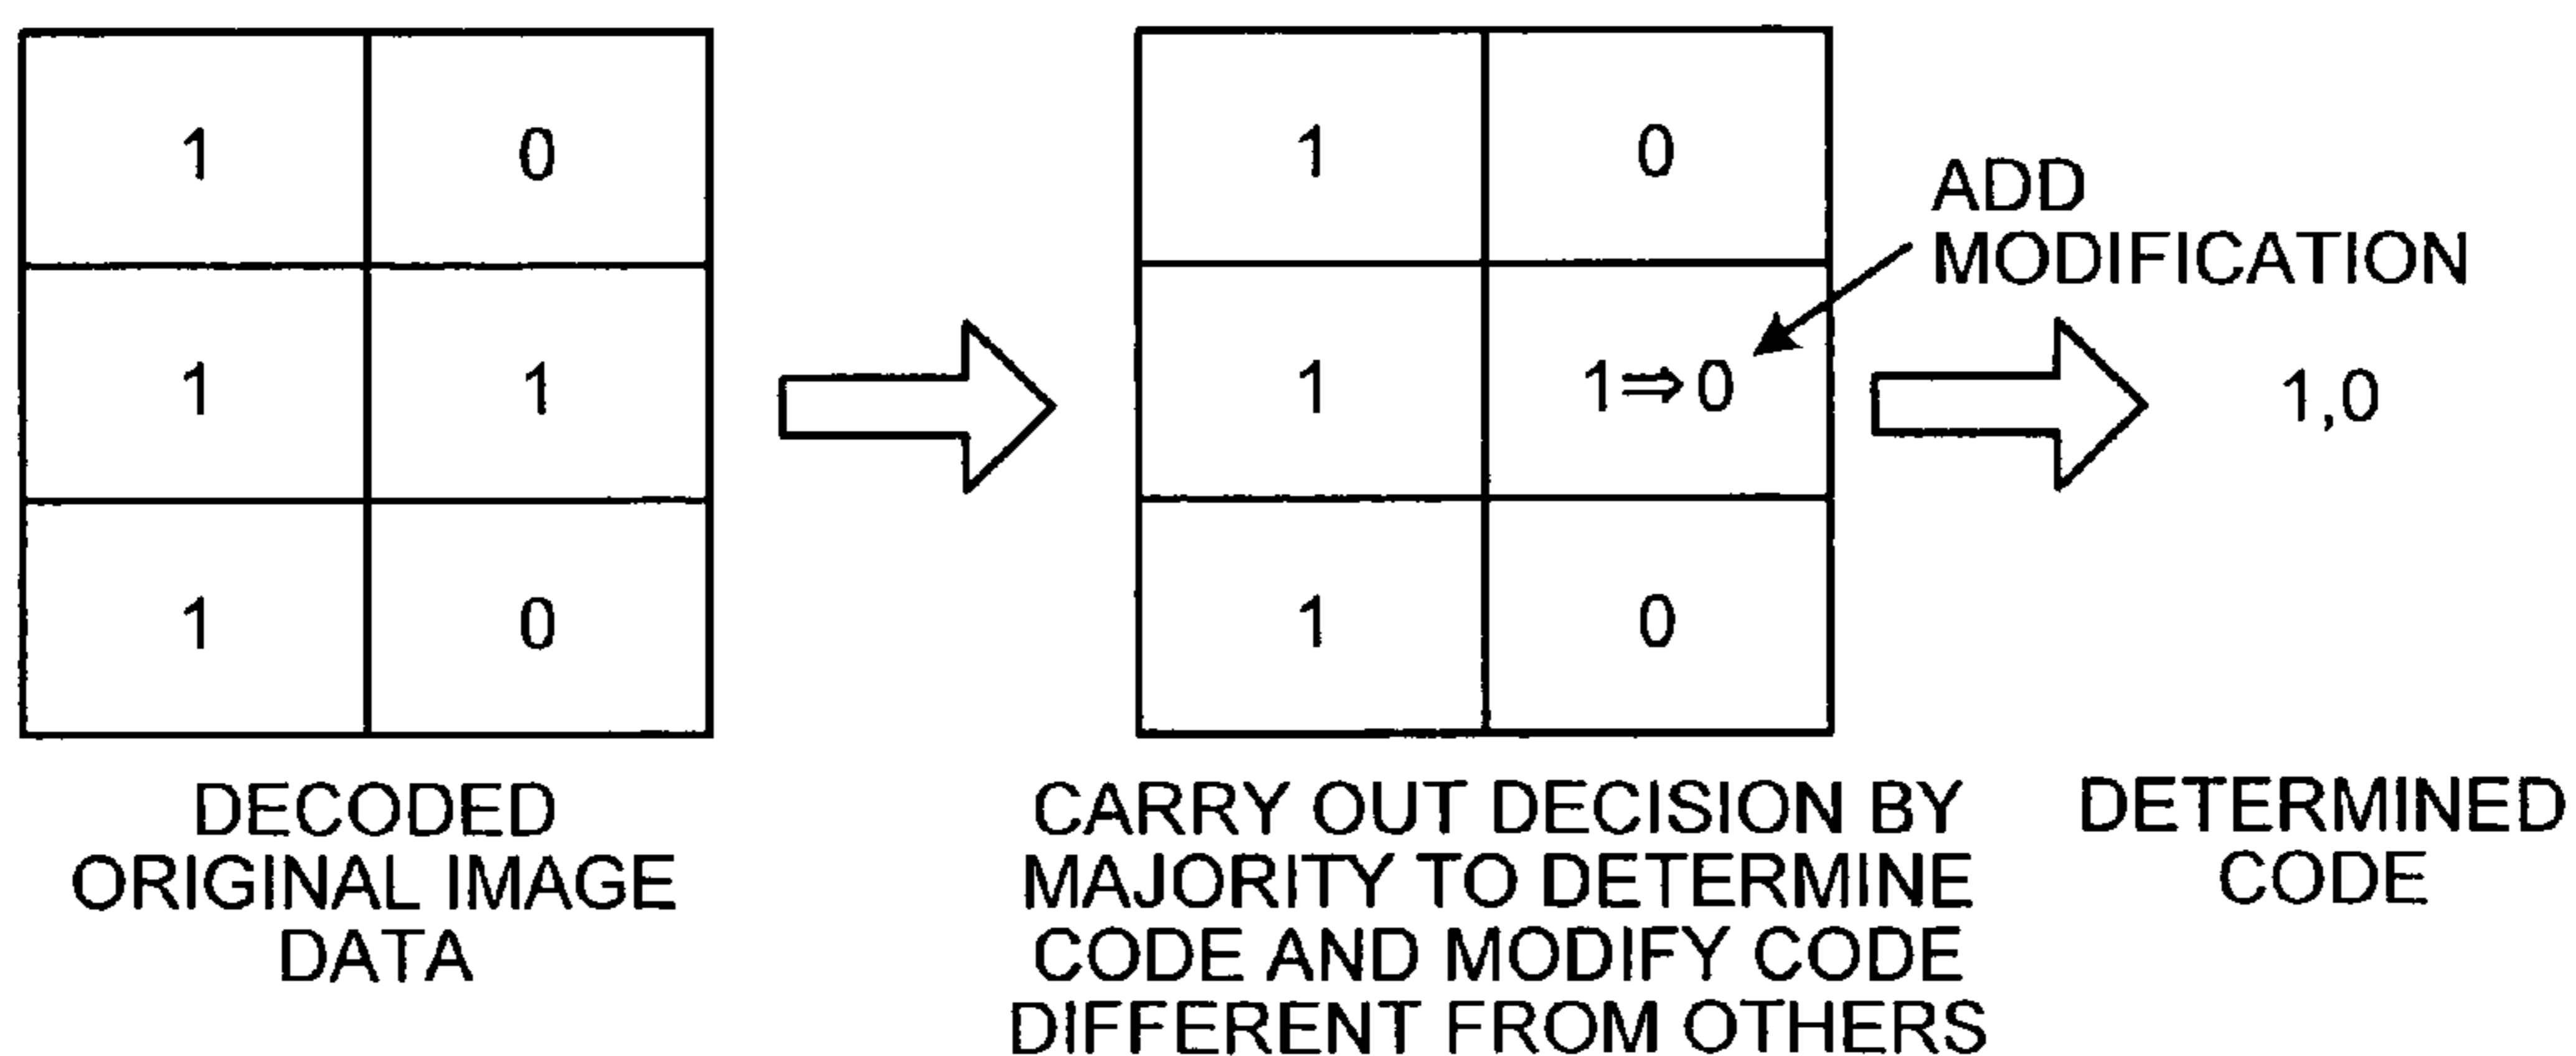 1 0
1 1
1 0
DECODED
ORIGINAL IMAGE
DATA
1 0
1 1⇒0
1 0
ADD
MODIFICATION
CARRY OUT DECISION BY
MAJORITY TO DETERMINE
CODE AND MODIFY CODE
DIFFERENT FROM OTHERS
1,0
DETERMINED
CODE